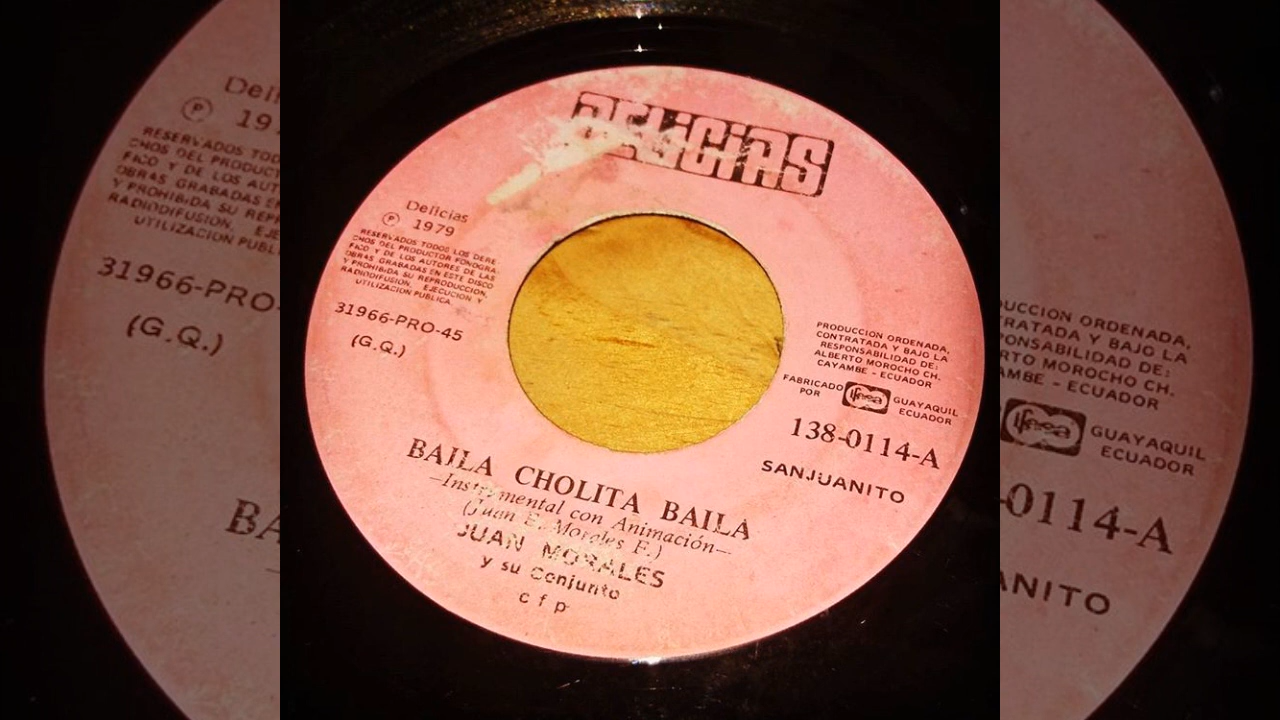 DELICIAS
Delicias
Ⓟ 1979
RESERVADOS TODOS LOS DERE-
CHOS DEL PRODUCTOR FONOGRA-
FICO Y DE LOS AUTORES DE LAS
OBRAS GRABADAS EN ESTE DISCO
Y PROHIBIDA SU REPRODUCCION,
RADIODIFUSION, EJECUCION Y
UTILIZACION PUBLICA.
31966-PRO-45
(G.Q.)
PRODUCCION ORDENADA,
CONTRATADA Y BAJO LA
RESPONSABILIDAD DE:
ALBERTO MOROCHO CH.
CAYAMBE - ECUADOR
FABRICADO POR ifesa GUAYAQUIL ECUADOR
138-0114-A
SANJUANITO
BAILA CHOLITA BAILA
—Instrumental con Animación—
(Juan E. Morales E.)
JUAN MORALES
y su Conjunto
c f p